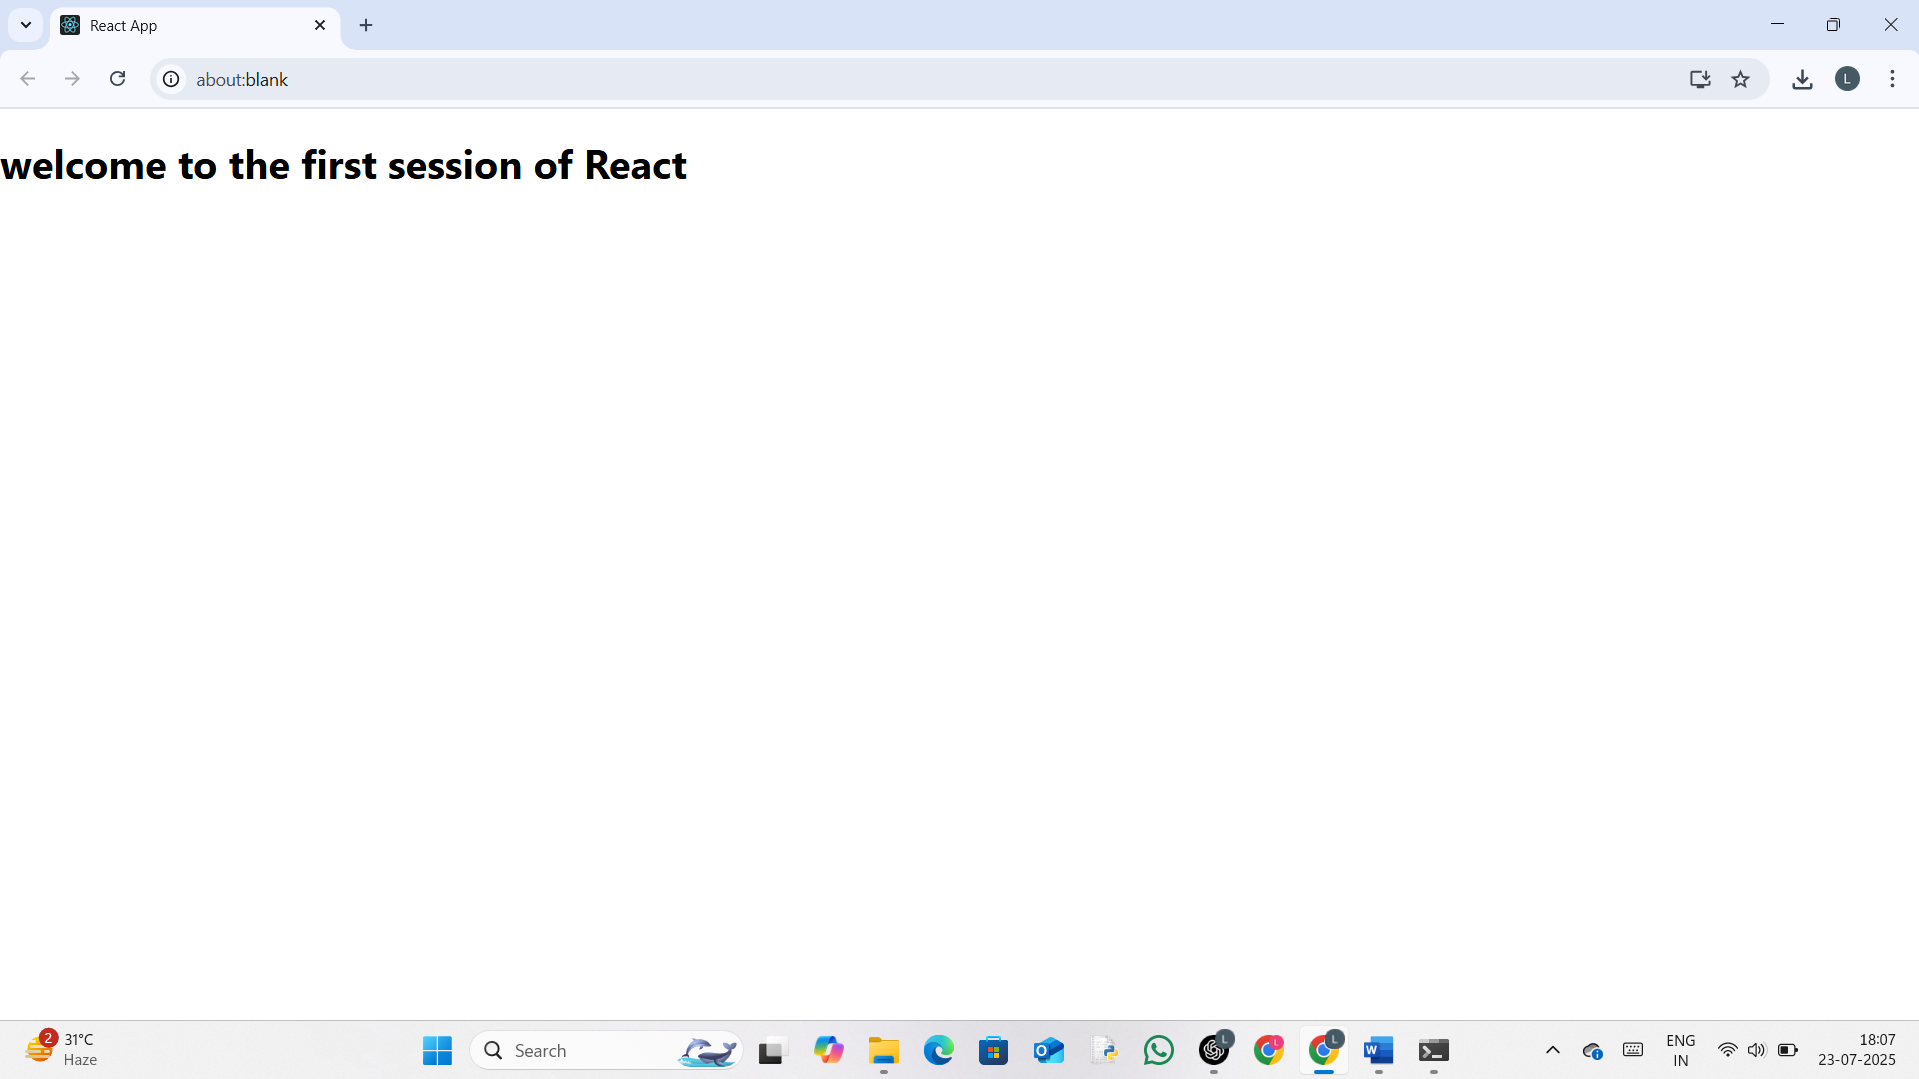 React App
about:blank
L
welcome to the first session of React
2
31°C
Haze
Search
L
L
L
W
ENG
IN
18:07
23-07-2025